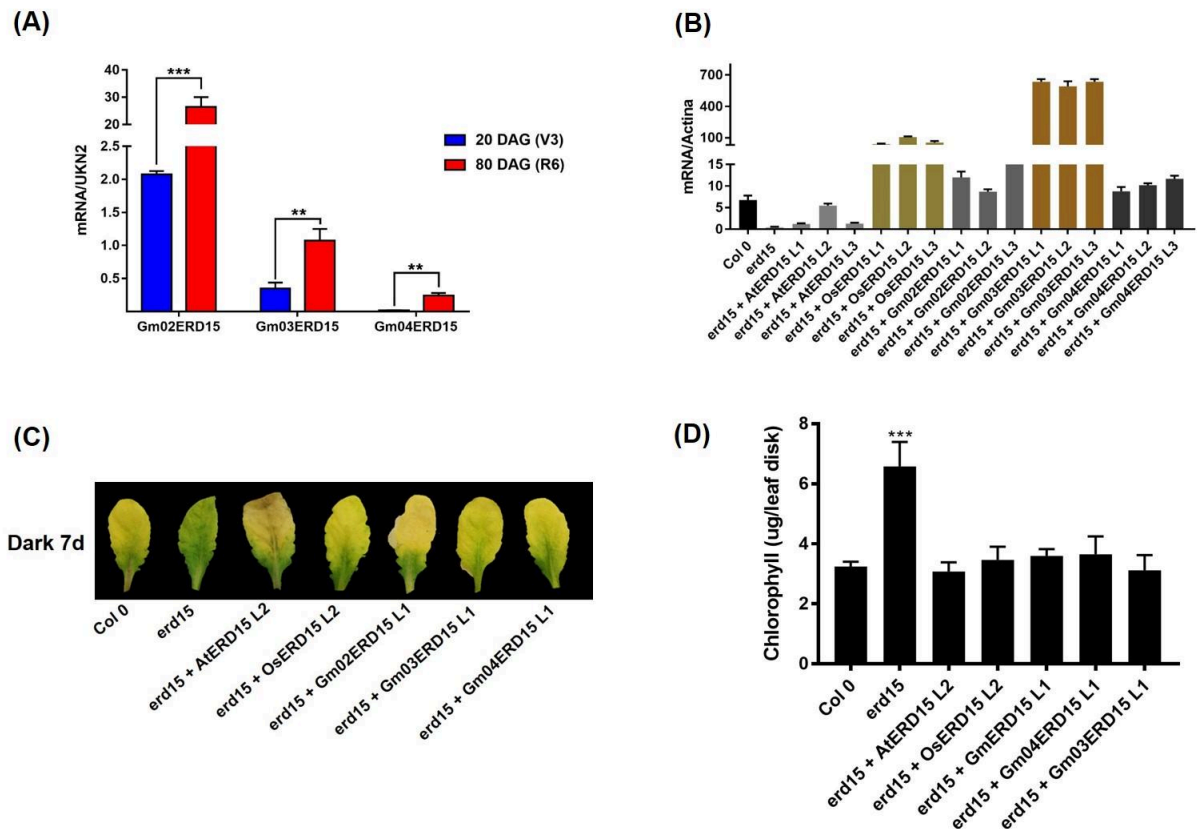 (A)
mRNA/UKN2
40
30
20
10
2.5
2.0
1.5
1.0
0.5
***
**
**
20 DAG (V3)
80 DAG (R6)
Gm02ERD15
Gm03ERD15
Gm04ERD15
(B)
mRNA/Actina
700
400
100
15
10
5
0
Col 0
erd15
erd15 + AtERD15 L1
erd15 + AtERD15 L2
erd15 + AtERD15 L3
erd15 + OsERD15 L1
erd15 + OsERD15 L2
erd15 + OsERD15 L3
erd15 + Gm02ERD15 L1
erd15 + Gm02ERD15 L2
erd15 + Gm02ERD15 L3
erd15 + Gm03ERD15 L1
erd15 + Gm03ERD15 L2
erd15 + Gm03ERD15 L3
erd15 + Gm04ERD15 L1
erd15 + Gm04ERD15 L2
erd15 + Gm04ERD15 L3
(C)
Dark 7d
Col 0
erd15
erd15 + AtERD15 L2
erd15 + OsERD15 L2
erd15 + Gm02ERD15 L1
erd15 + Gm03ERD15 L1
erd15 + Gm04ERD15 L1
(D)
Chlorophyll (ug/leaf disk)
8
6
4
2
0
***
Col 0
erd15
erd15 + AtERD15 L2
erd15 + OsERD15 L2
erd15 + GmERD15 L1
erd15 + Gm04ERD15 L1
erd15 + Gm03ERD15 L1